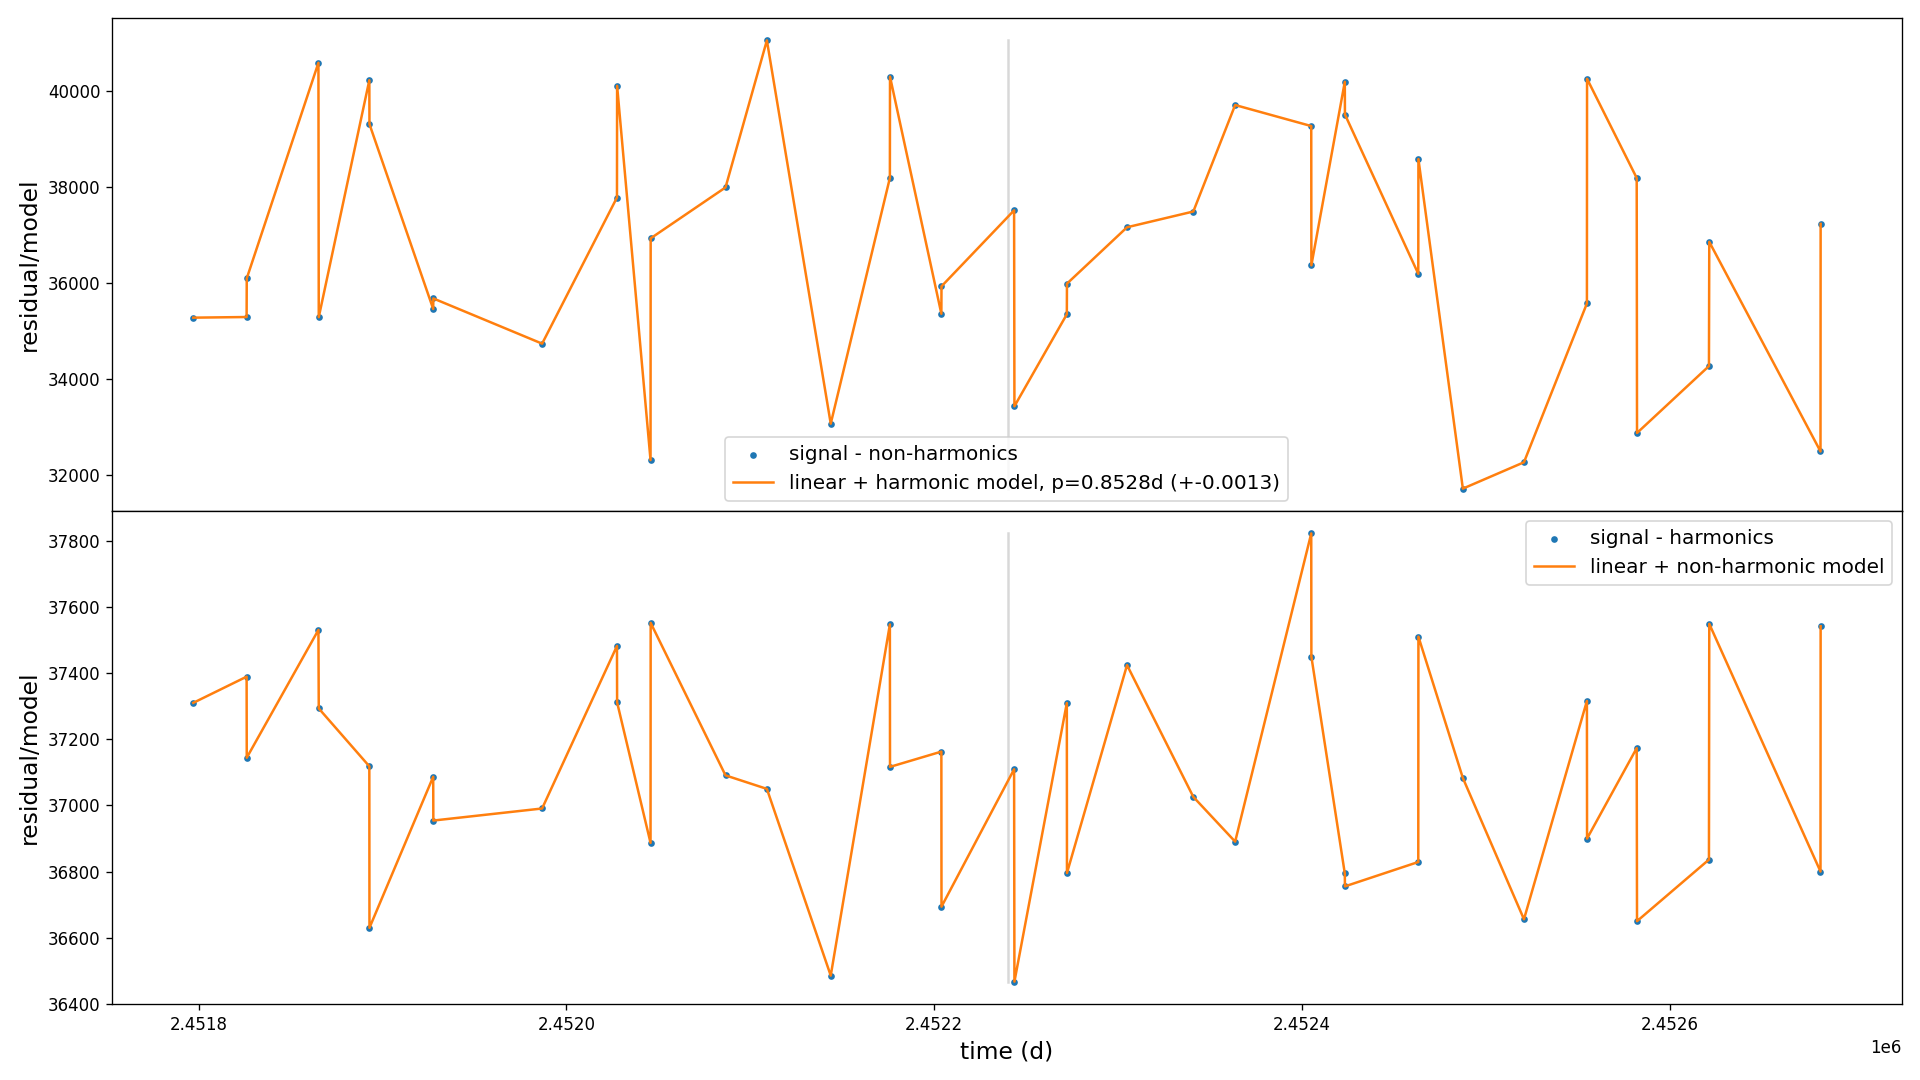 residual/model
40000
38000
36000
34000
32000
signal - non-harmonics
linear + harmonic model, p=0.8528d (+-0.0013)
residual/model
37800
37600
37400
37200
37000
36800
36600
36400
signal - harmonics
linear + non-harmonic model
2.4518 2.4520 2.4522 2.4524 2.4526
time (d)
1e6